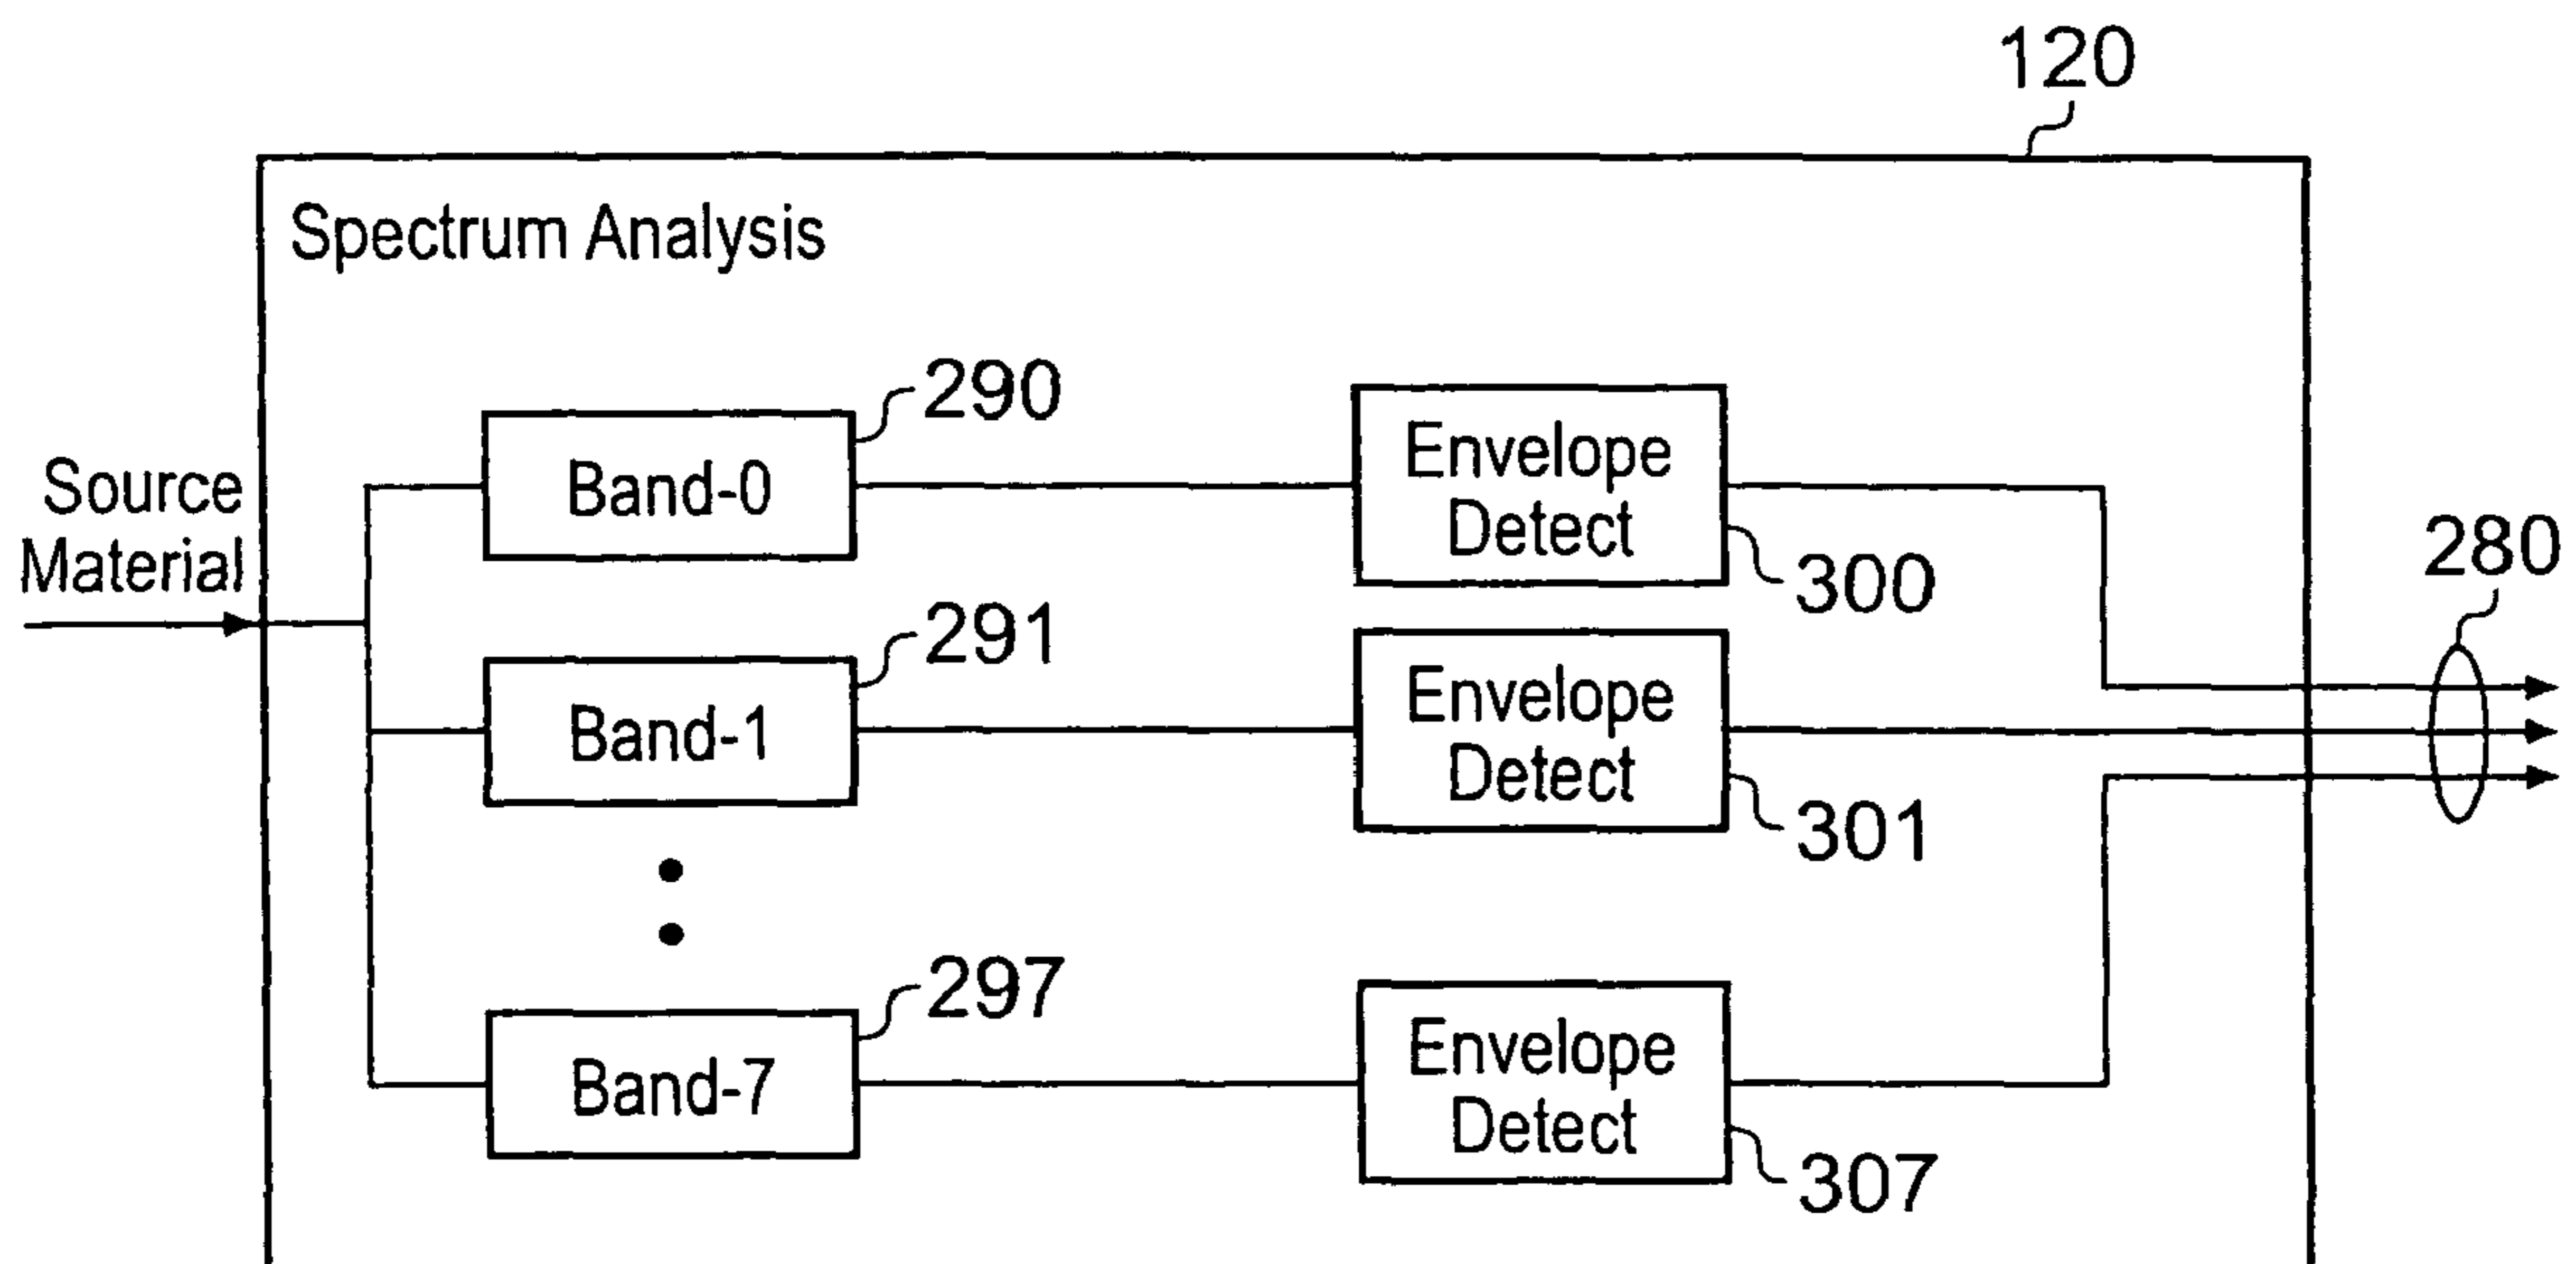 120
Spectrum Analysis
290
Source
Material
Band-0
Envelope
Detect
300
280
291
Band-1
Envelope
Detect
301
297
Band-7
Envelope
Detect
307